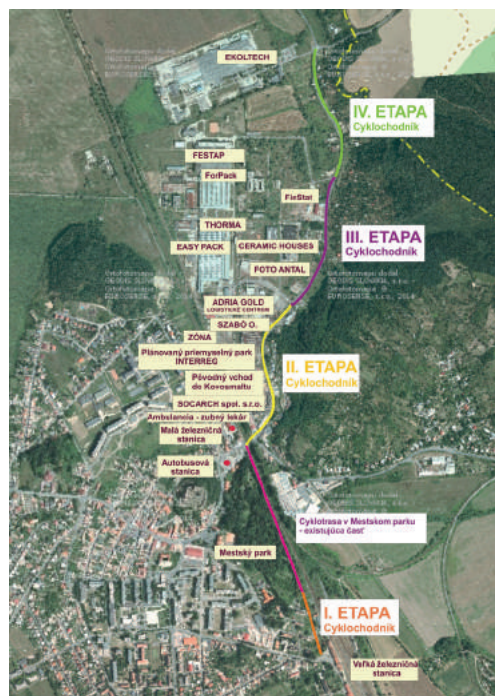 EKOLTECH
IV. ETAPA
Cyklochodník
FESTAP
ForPack
FinStal
THORMA
EASY PACK
CERAMIC HOUSES
III. ETAPA
Cyklochodník
FOTO ANTAL
ADRIA GOLD
LOGISTICKÉ CENTRUM
SZABÓ O.
ZÓNA
Plánovaný priemyselný park
INTERREG
II. ETAPA
Cyklochodník
Pôvodný vchod
do Kovosmaltu
SOCARCH spol. s.r.o.
Ambulancia - zubný lekár
Malá železničná
stanica
Autobusová
stanica
Cyklotrasa v Mestskom parku
- existujúca časť
Mestský park
I. ETAPA
Cyklochodník
Veľká železničná
stanica